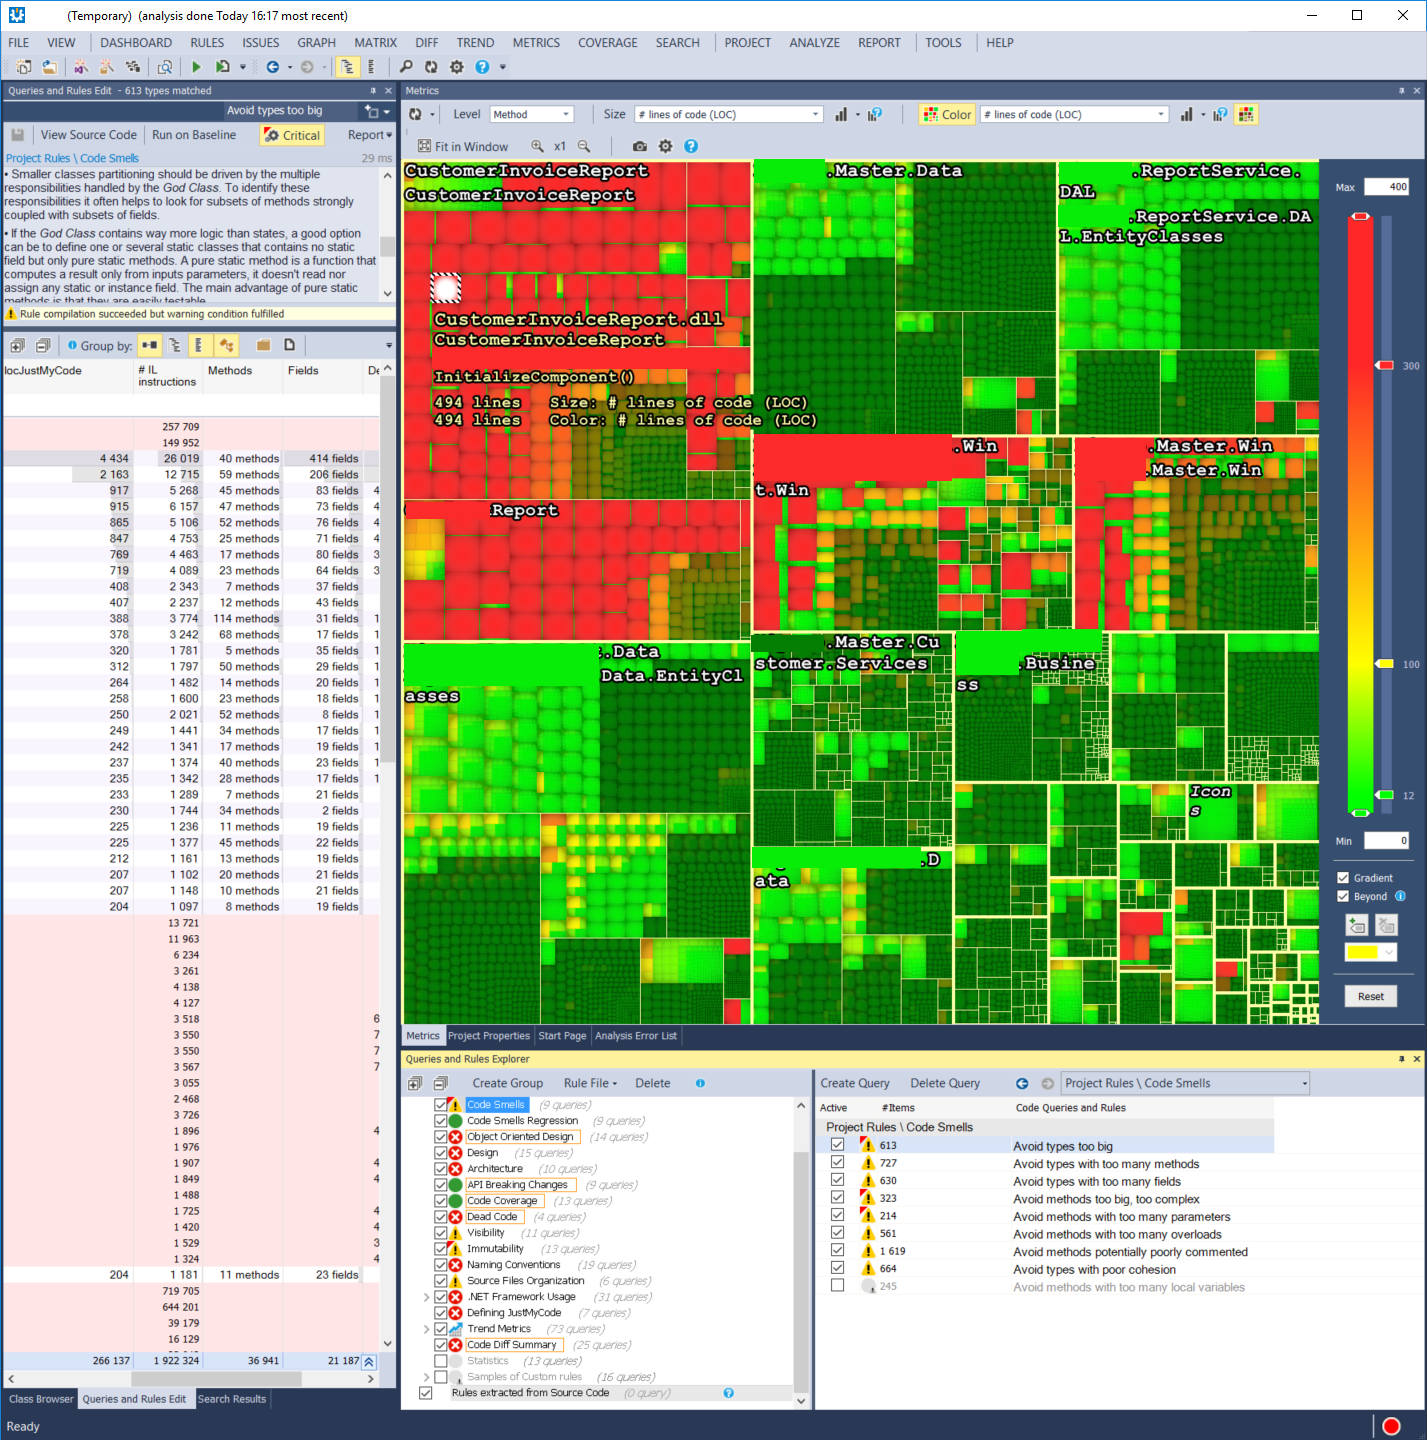 (Temporary)  (analysis done Today 16:17 most recent)
FILE VIEW DASHBOARD RULES ISSUES GRAPH MATRIX DIFF TREND METRICS COVERAGE SEARCH PROJECT ANALYZE REPORT TOOLS HELP
Queries and Rules Edit  - 613 types matched
Avoid types too big
View Source Code Run on Baseline Critical Report
Project Rules \ Code Smells 29 ms
• Smaller classes partitioning should be driven by the multiple
responsibilities handled by the God Class. To identify these
responsibilities it often helps to look for subsets of methods strongly
coupled with subsets of fields.
• If the God Class contains way more logic than states, a good option
can be to define one or several static classes that contains no static
field but only pure static methods. A pure static method is a function that
computes a result only from inputs parameters, it doesn't read nor
assign any static or instance field. The main advantage of pure static
methods is that they are easily testable.
Rule compilation succeeded but warning condition fulfilled
Group by:
locJustMyCode # IL instructions Methods Fields De
257 709
149 952
4 434 26 019 40 methods 414 fields
2 163 12 715 59 methods 206 fields
917 5 268 45 methods 83 fields 4
915 6 157 47 methods 73 fields 4
865 5 106 52 methods 76 fields 4
847 4 753 25 methods 71 fields 4
769 4 463 17 methods 80 fields 3
719 4 089 23 methods 64 fields 3
408 2 343 7 methods 37 fields
407 2 237 12 methods 43 fields
388 3 774 114 methods 31 fields 1
378 3 242 68 methods 17 fields 1
320 1 781 5 methods 35 fields 1
312 1 797 50 methods 29 fields 1
264 1 482 14 methods 20 fields 1
258 1 600 23 methods 18 fields 1
250 2 021 52 methods 8 fields 1
249 1 441 34 methods 17 fields 1
242 1 341 17 methods 19 fields 1
237 1 374 40 methods 23 fields 1
235 1 342 28 methods 17 fields 1
233 1 289 7 methods 21 fields
230 1 744 34 methods 2 fields
225 1 236 11 methods 19 fields
225 1 377 45 methods 22 fields
212 1 161 13 methods 19 fields
207 1 102 20 methods 21 fields
207 1 148 10 methods 21 fields
204 1 097 8 methods 19 fields
13 721
11 963
6 234
3 261
4 138
4 127
3 518 6
3 550 7
3 550 7
3 567 7
3 055
2 468
3 726
1 896 4
1 976
1 907 4
1 849 4
1 488
1 725 4
1 420 4
1 529 3
1 324 4
204 1 181 11 methods 23 fields
719 705
644 201
39 179
16 129
266 137 1 922 324 36 941 21 187
Class Browser Queries and Rules Edit Search Results
Ready
Metrics
Level Method Size # lines of code (LOC) Color # lines of code (LOC)
Fit in Window x1
CustomerInvoiceReport
CustomerInvoiceReport
CustomerInvoiceReport.dll
CustomerInvoiceReport
InitializeComponent()
494 lines Size: # lines of code (LOC)
494 lines Color: # lines of code (LOC)
.Master.Data
.ReportService.
DAL
.ReportService.DA
L.EntityClasses
Report
.Win
t.Win
.Master.Win
.Master.Win
.Data
Data.EntityCl
asses
.Master.Cu
stomer.Services
.Busine
ss
Icon
s
.D
ata
Max 400
300
100
12
Min 0
Gradient
Beyond
Reset
Metrics Project Properties Start Page Analysis Error List
Queries and Rules Explorer
Create Group Rule File Delete
Code Smells (9 queries)
Code Smells Regression (9 queries)
Object Oriented Design (14 queries)
Design (15 queries)
Architecture (10 queries)
API Breaking Changes (9 queries)
Code Coverage (13 queries)
Dead Code (4 queries)
Visibility (11 queries)
Immutability (13 queries)
Naming Conventions (19 queries)
Source Files Organization (6 queries)
.NET Framework Usage (31 queries)
Defining JustMyCode (7 queries)
Trend Metrics (73 queries)
Code Diff Summary (25 queries)
Statistics (13 queries)
Samples of Custom rules (16 queries)
Rules extracted from Source Code (0 query)
Create Query Delete Query Project Rules \ Code Smells
Active #Items Code Queries and Rules
Project Rules \ Code Smells
613 Avoid types too big
727 Avoid types with too many methods
630 Avoid types with too many fields
323 Avoid methods too big, too complex
214 Avoid methods with too many parameters
561 Avoid methods with too many overloads
1 619 Avoid methods potentially poorly commented
664 Avoid types with poor cohesion
245 Avoid methods with too many local variables